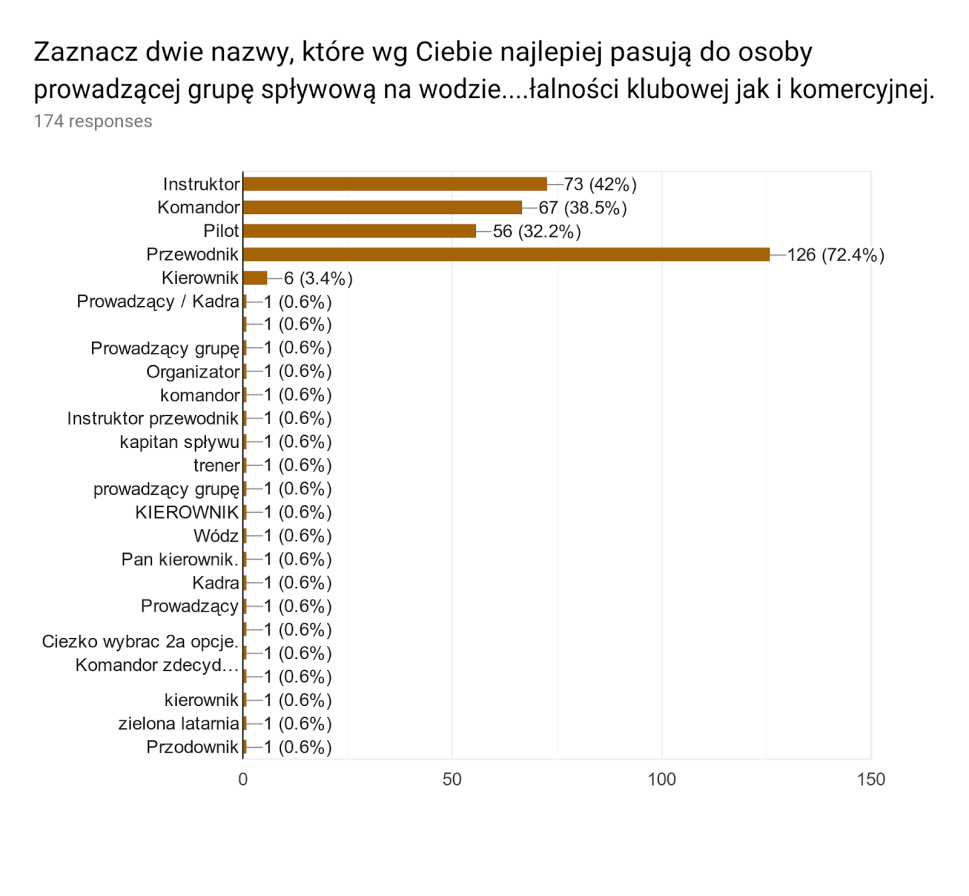 Zaznacz dwie nazwy, które wg Ciebie najlepiej pasują do osoby
prowadzącej grupę spływową na wodzie....łalności klubowej jak i komercyjnej.
174 responses
Instruktor 73 (42%)
Komandor 67 (38.5%)
Pilot 56 (32.2%)
Przewodnik 126 (72.4%)
Kierownik 6 (3.4%)
Prowadzący / Kadra 1 (0.6%)
1 (0.6%)
Prowadzący grupę 1 (0.6%)
Organizator 1 (0.6%)
komandor 1 (0.6%)
Instruktor przewodnik 1 (0.6%)
kapitan spływu 1 (0.6%)
trener 1 (0.6%)
prowadzący grupę 1 (0.6%)
KIEROWNIK 1 (0.6%)
Wódz 1 (0.6%)
Pan kierownik. 1 (0.6%)
Kadra 1 (0.6%)
Prowadzący 1 (0.6%)
1 (0.6%)
Ciezko wybrac 2a opcje.
1 (0.6%)
Komandor zdecyd…
1 (0.6%)
kierownik 1 (0.6%)
zielona latarnia 1 (0.6%)
Przodownik 1 (0.6%)
0 50 100 150